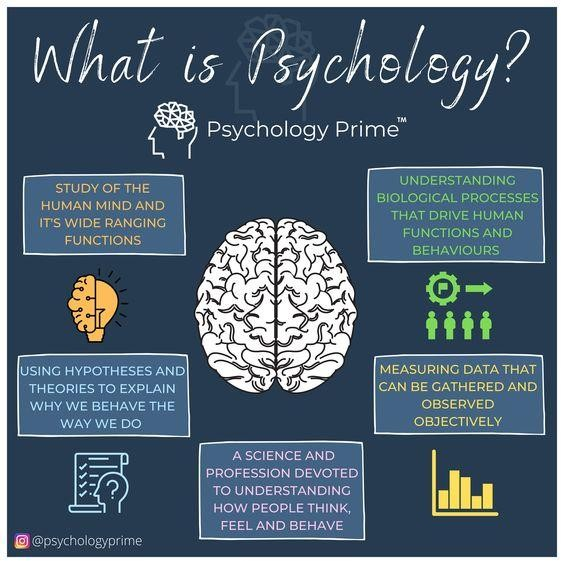 What is Psychology?
Psychology Prime™
STUDY OF THE
HUMAN MIND AND
IT'S WIDE RANGING
FUNCTIONS
UNDERSTANDING
BIOLOGICAL PROCESSES
THAT DRIVE HUMAN
FUNCTIONS AND
BEHAVIOURS
USING HYPOTHESES AND
THEORIES TO EXPLAIN
WHY WE BEHAVE THE
WAY WE DO
MEASURING DATA THAT
CAN BE GATHERED AND
OBSERVED
OBJECTIVELY
A SCIENCE AND
PROFESSION DEVOTED
TO UNDERSTANDING
HOW PEOPLE THINK,
FEEL AND BEHAVE
@psychologyprime